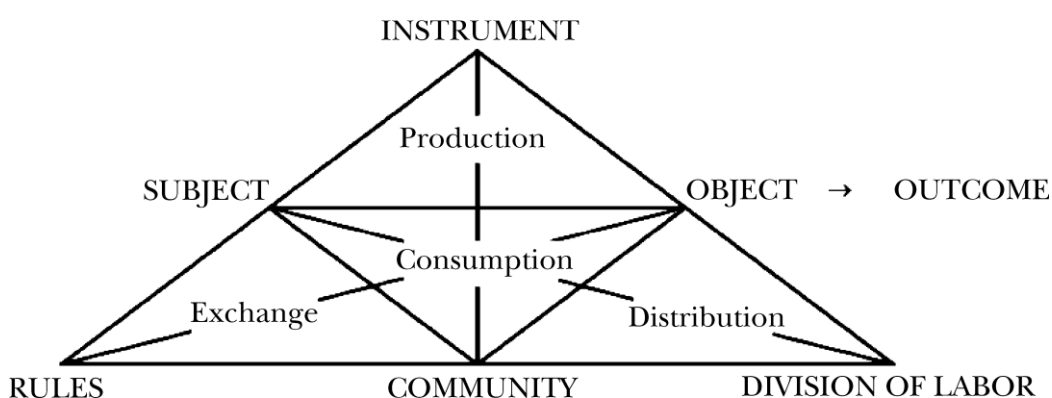 INSTRUMENT
Production
SUBJECT
OBJECT → OUTCOME
Consumption
Exchange
Distribution
RULES
COMMUNITY
DIVISION OF LABOR